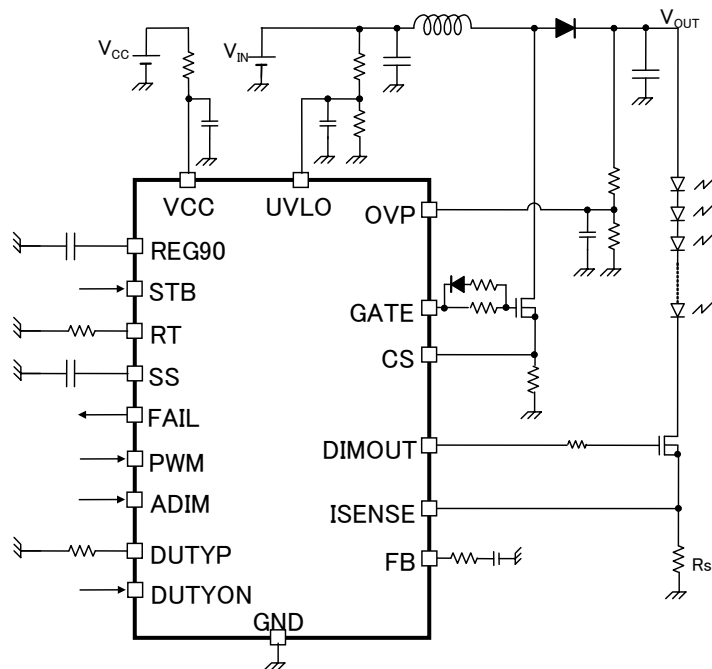 VCC
VIN
VOUT
VCC
UVLO
OVP
REG90
STB
GATE
RT
CS
SS
FAIL
DIMOUT
PWM
ADIM
ISENSE
DUTYP
FB
Rs
DUTYON
GND